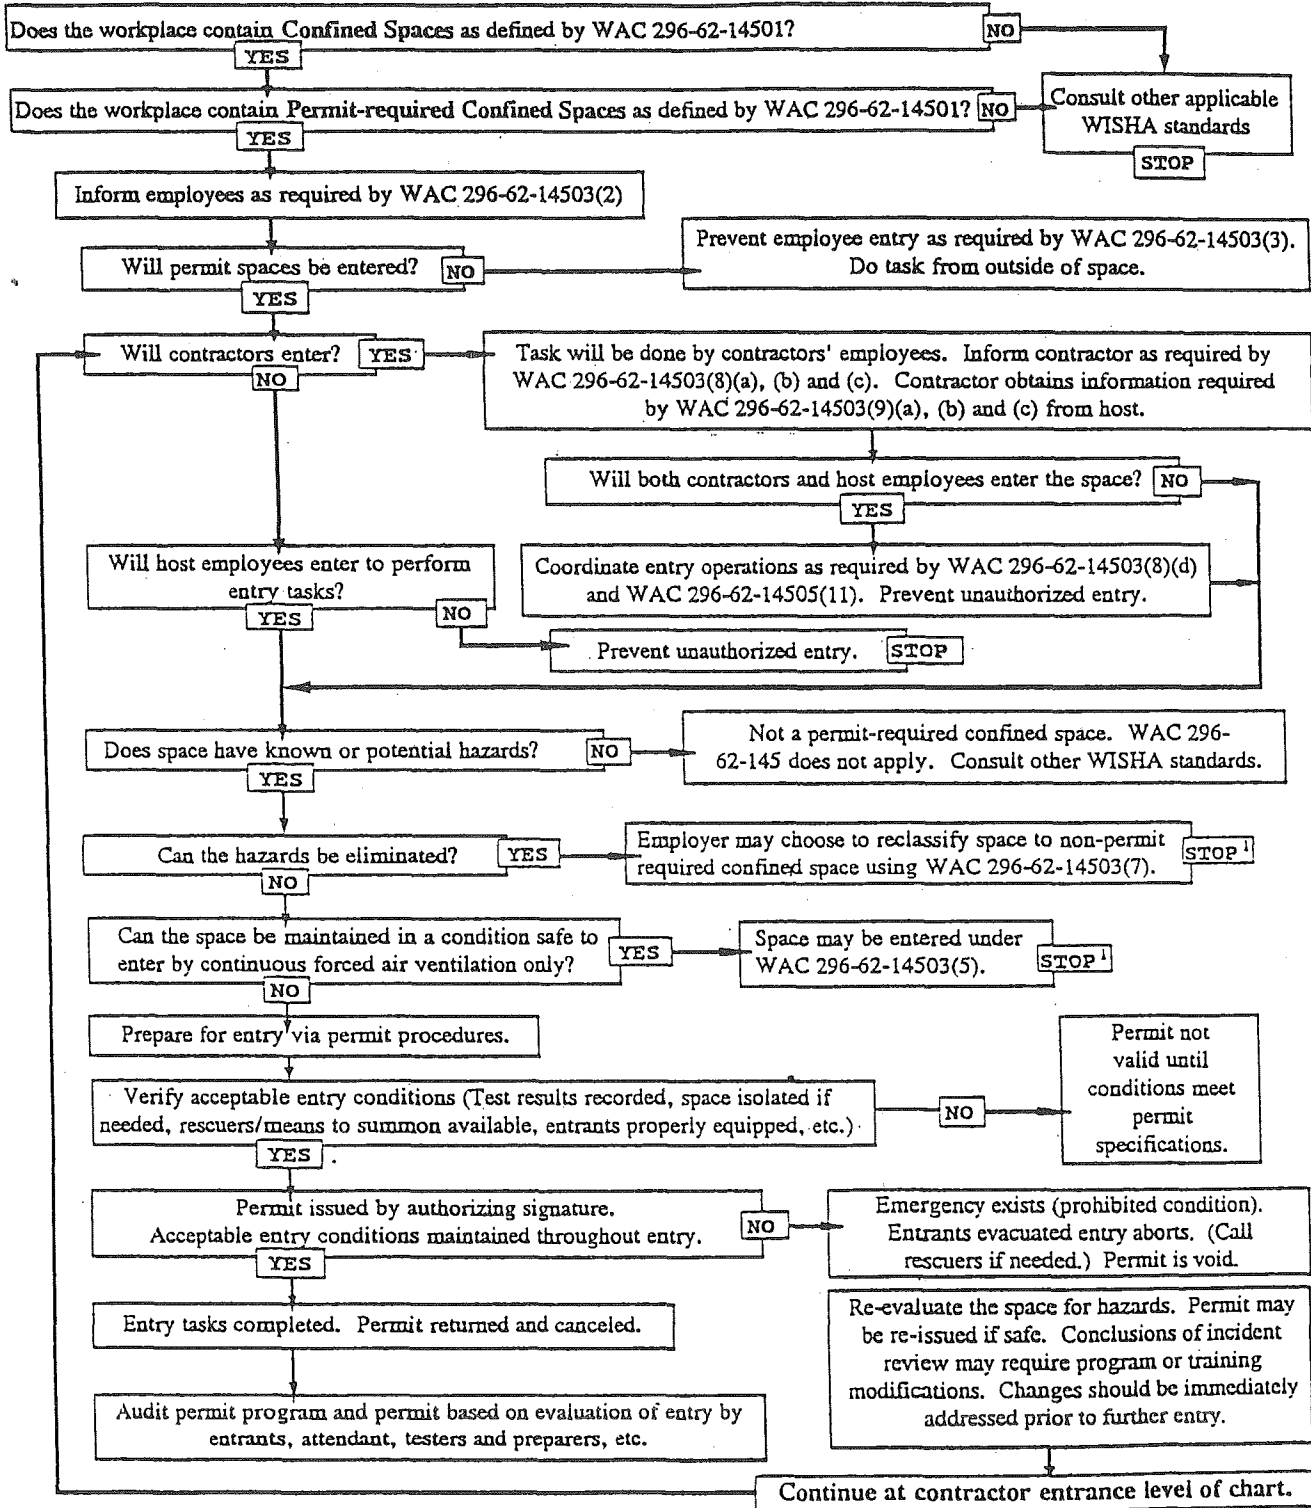 Does the workplace contain Confined Spaces as defined by WAC 296-62-14501?
NO
YES
Does the workplace contain Permit-required Confined Spaces as defined by WAC 296-62-14501?
NO
Consult other applicable
WISHA standards
STOP
YES
Inform employees as required by WAC 296-62-14503(2)
Will permit spaces be entered?
NO
Prevent employee entry as required by WAC 296-62-14503(3).
Do task from outside of space.
YES
Will contractors enter?
YES
Task will be done by contractors' employees. Inform contractor as required by
WAC 296-62-14503(8)(a), (b) and (c). Contractor obtains information required
by WAC 296-62-14503(9)(a), (b) and (c) from host.
NO
Will both contractors and host employees enter the space?
NO
YES
Will host employees enter to perform
entry tasks?
Coordinate entry operations as required by WAC 296-62-14503(8)(d)
and WAC 296-62-14505(11). Prevent unauthorized entry.
YES
NO
Prevent unauthorized entry.
STOP
Does space have known or potential hazards?
NO
Not a permit-required confined space. WAC 296-
62-145 does not apply. Consult other WISHA standards.
YES
Can the hazards be eliminated?
YES
Employer may choose to reclassify space to non-permit
required confined space using WAC 296-62-14503(7).
STOP¹
NO
Can the space be maintained in a condition safe to
enter by continuous forced air ventilation only?
YES
Space may be entered under
WAC 296-62-14503(5).
STOP¹
NO
Prepare for entry via permit procedures.
Verify acceptable entry conditions (Test results recorded, space isolated if
needed, rescuers/means to summon available, entrants properly equipped, etc.)
NO
Permit not
valid until
conditions meet
permit
specifications.
YES
Permit issued by authorizing signature.
Acceptable entry conditions maintained throughout entry.
NO
Emergency exists (prohibited condition).
Entrants evacuated entry aborts. (Call
rescuers if needed.) Permit is void.
YES
Entry tasks completed. Permit returned and canceled.
Re-evaluate the space for hazards. Permit may
be re-issued if safe. Conclusions of incident
review may require program or training
modifications. Changes should be immediately
addressed prior to further entry.
Audit permit program and permit based on evaluation of entry by
entrants, attendant, testers and preparers, etc.
Continue at contractor entrance level of chart.